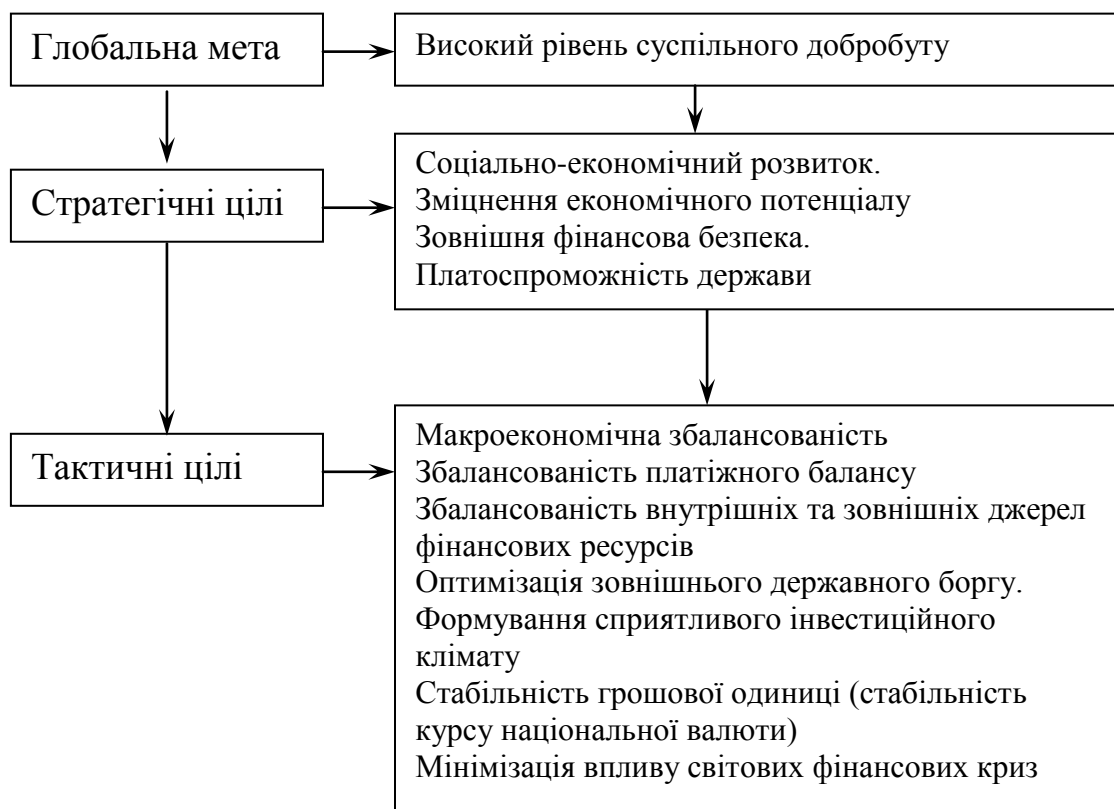 Глобальна мета
Високий рівень суспільного добробуту
Стратегічні цілі
Соціально-економічний розвиток.
Зміцнення економічного потенціалу
Зовнішня фінансова безпека.
Платоспроможність держави
Тактичні цілі
Макроекономічна збалансованість
Збалансованість платіжного балансу
Збалансованість внутрішніх та зовнішніх джерел
фінансових ресурсів
Оптимізація зовнішнього державного боргу.
Формування сприятливого інвестиційного
клімату
Стабільність грошової одиниці (стабільність
курсу національної валюти)
Мінімізація впливу світових фінансових криз